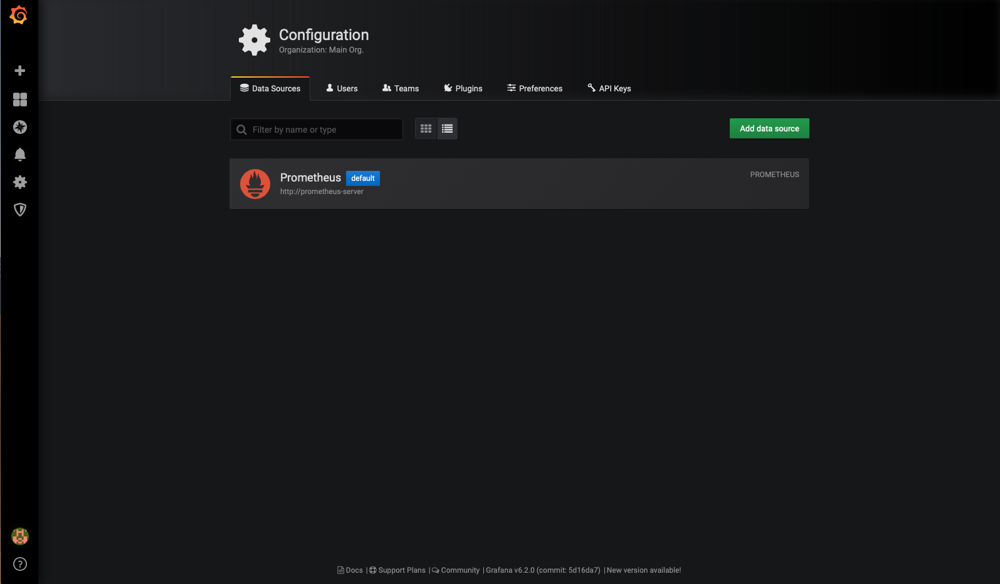 Configuration
Organization: Main Org.
Data Sources Users Teams Plugins Preferences API Keys
Filter by name or type Add data source
Prometheus default PROMETHEUS
http://prometheus-server
Docs | Support Plans | Community | Grafana v6.2.0 (commit: 5d16da7) | New version available!